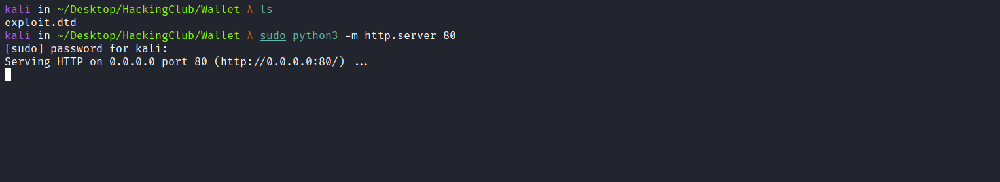 kali in ~/Desktop/HackingClub/Wallet λ ls
exploit.dtd
kali in ~/Desktop/HackingClub/Wallet λ sudo python3 -m http.server 80
[sudo] password for kali:
Serving HTTP on 0.0.0.0 port 80 (http://0.0.0.0:80/) ...